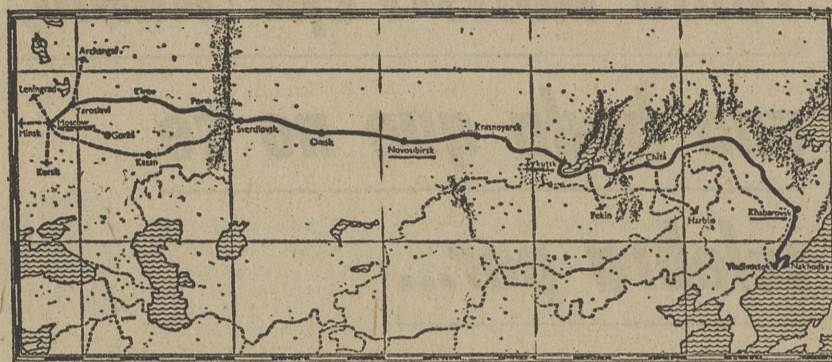 Archangel
Leningrad
Kirov
Yaroslavl
Perm
Moscow
Gorki
Sverdlovsk
Omsk
Krasnoyarsk
Minsk
Kazan
Novosibirsk
Irkutsk
Chita
Kursk
Pekin
Harbin
Khabarovsk
Vladivostok
Nakhodka